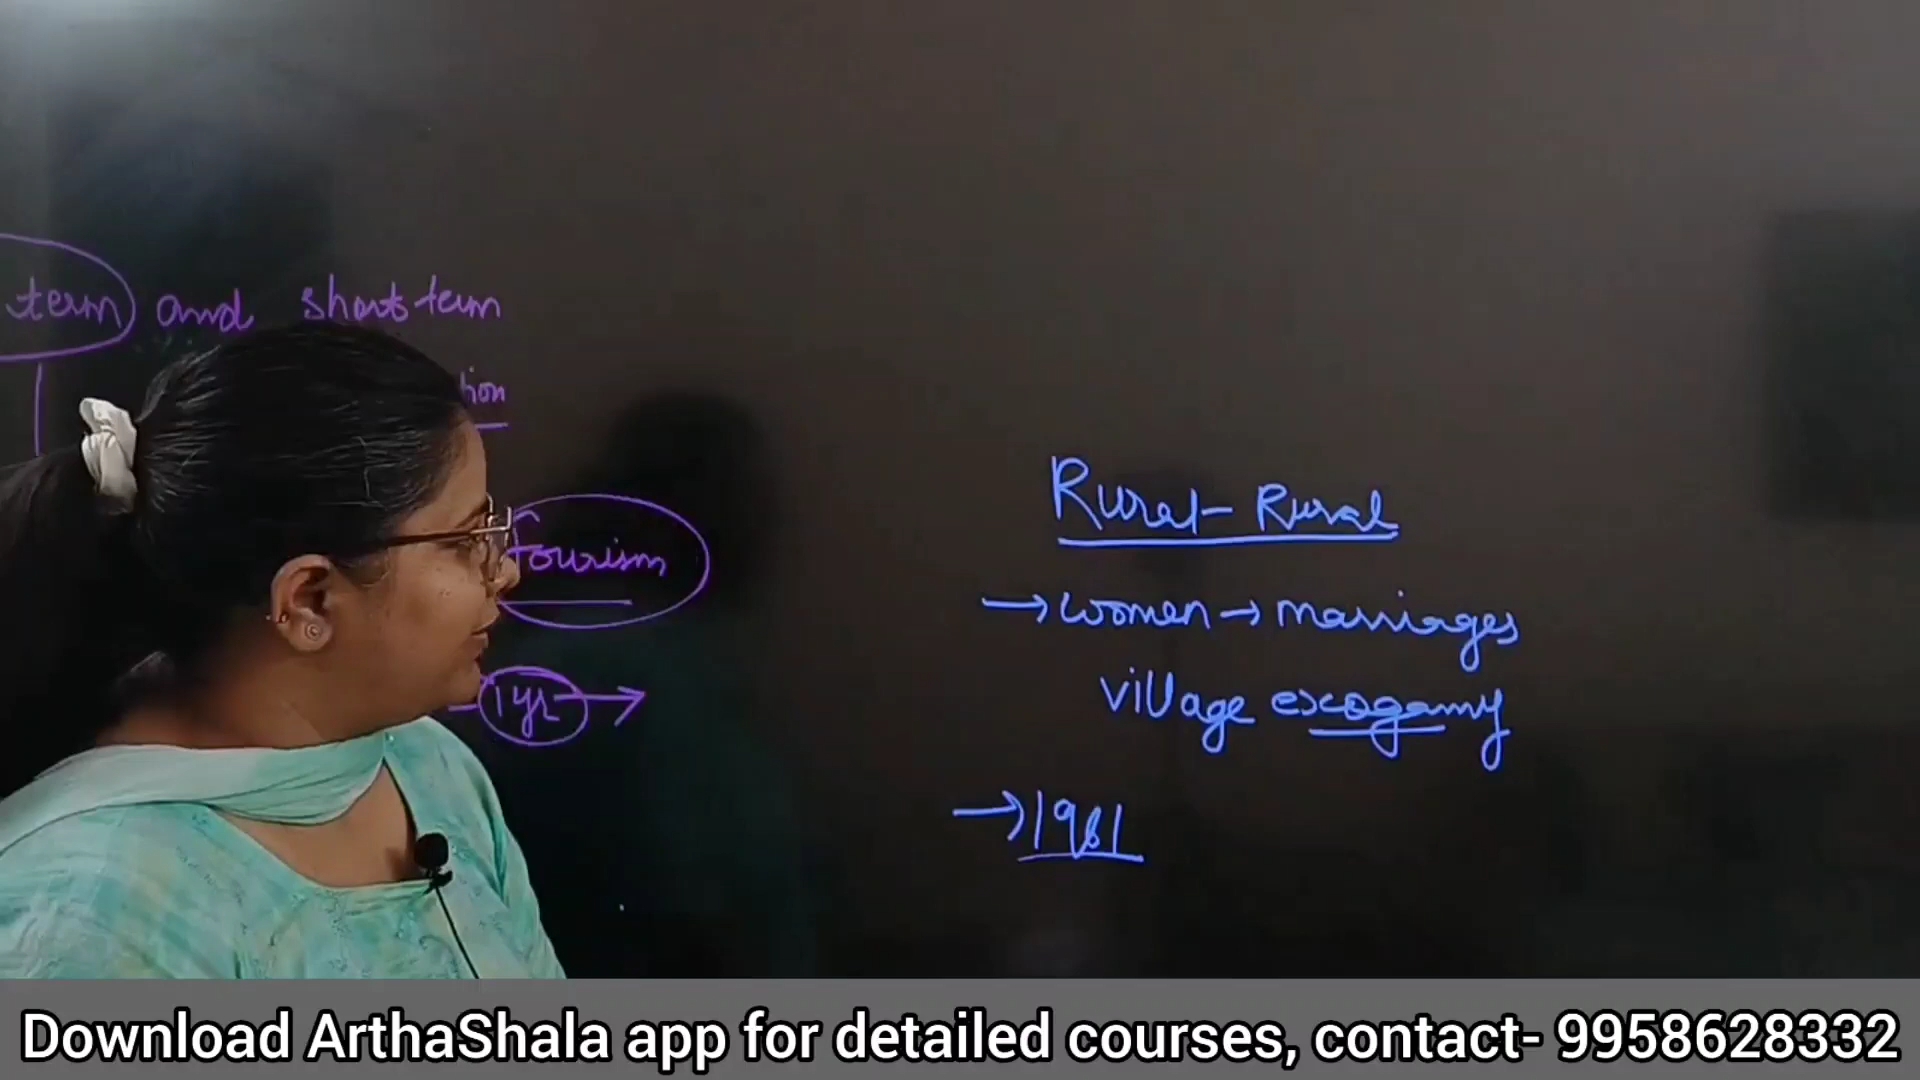 term and short term
tion
Tourism
1yr →
Rural - Rural
→ women → marriages
village exogamy
→ 1981
Download ArthaShala app for detailed courses, contact- 9958628332